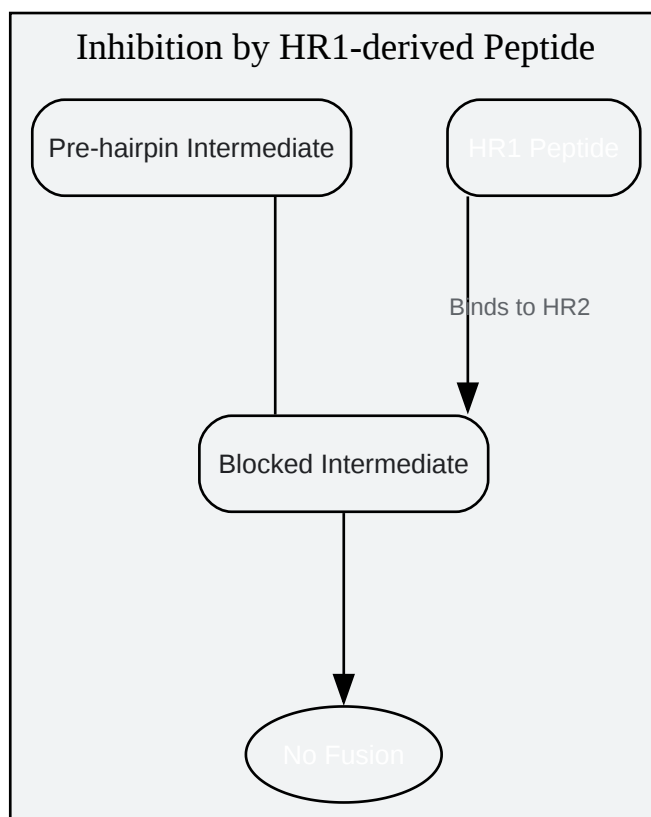 Inhibition by HR1-derived Peptide
Pre-hairpin Intermediate
HR1 Peptide
Binds to HR2
Blocked Intermediate
No Fusion